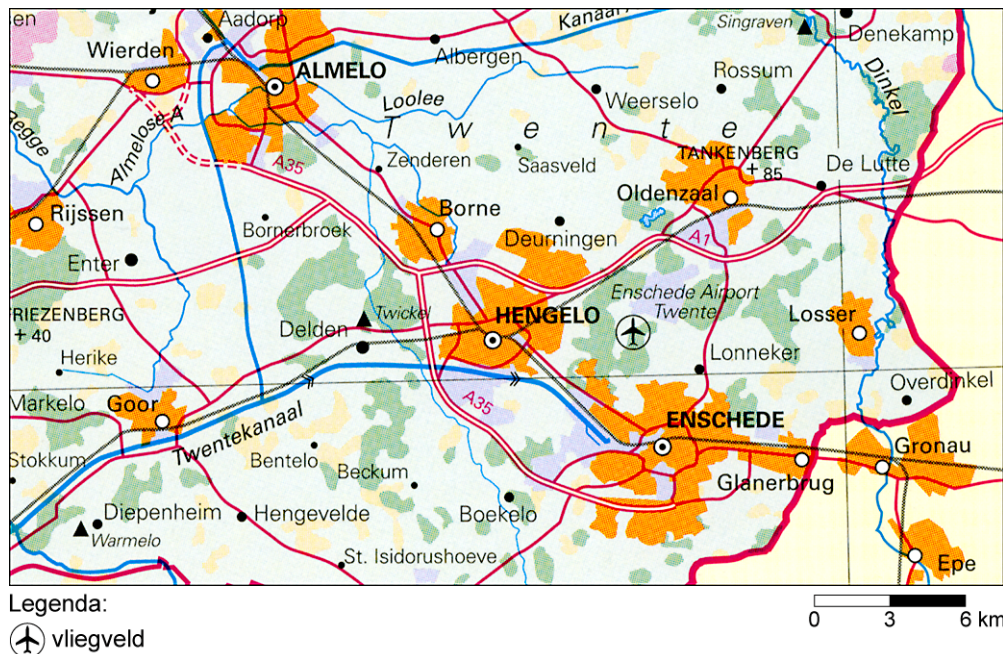 Aadorp
Singraven
Kanaal
Denekamp
Wierden
Albergen
ALMELO
Rossum
Dinkel
Loolee
Weerselo
Regge
Almelose-A
Twente
A35
Zenderen
Saasveld
TANKENBERG
+ 85
De Lutte
Oldenzaal
Rijssen
Bornerbroek
Borne
Deurningen
A1
Enter
Enschede Airport
Twente
RIEZENBERG
+ 40
Twickel
Delden
HENGELO
Losser
Herike
Lonneker
Overdinkel
Markelo
Goor
A35
Twentekanaal
ENSCHEDE
Gronau
Stokkum
Bentelo
Beckum
Glanerbrug
Diepenheim
Hengevelde
Boekelo
Warmelo
St. Isidorushoeve
Epe
Legenda:
vliegveld
0 3 6 km